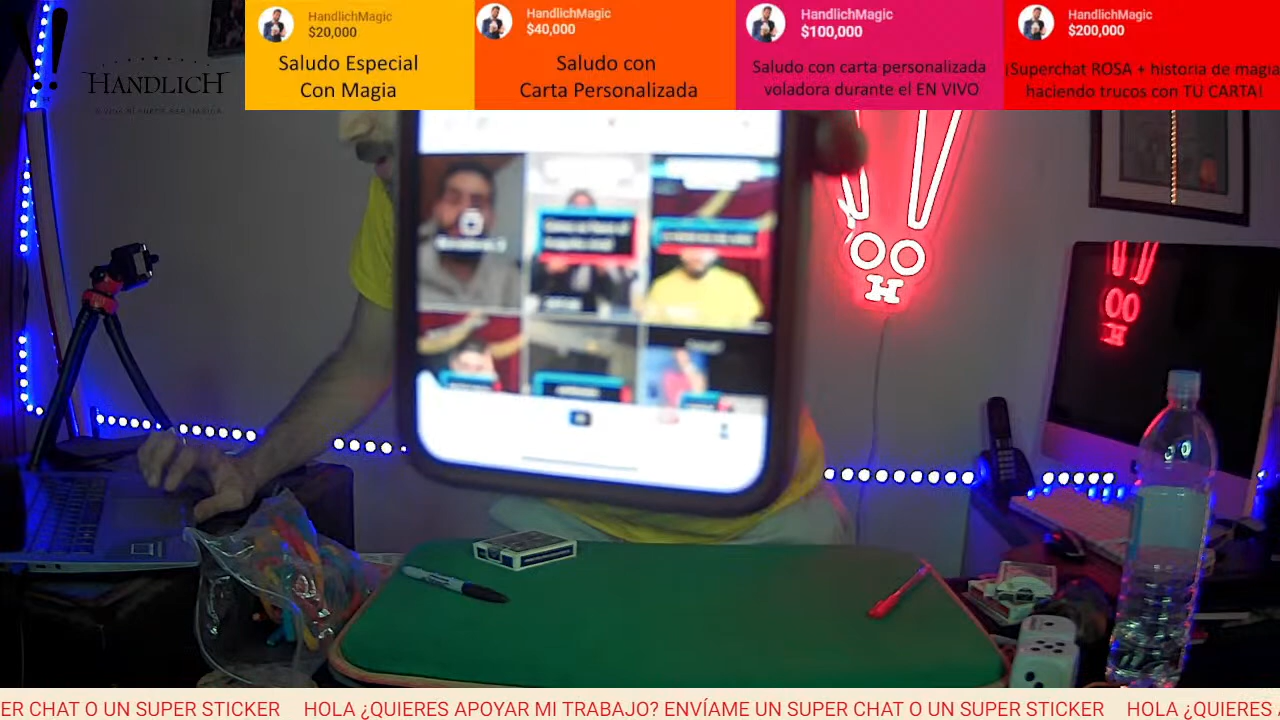 HANDLICH
HandlichMagic
$20,000
Saludo Especial
Con Magia
HandlichMagic
$40,000
Saludo con
Carta Personalizada
HandlichMagic
$100,000
Saludo con carta personalizada
voladora durante el EN VIVO
HandlichMagic
$200,000
¡Superchat ROSA + historia de magia
haciendo trucos con TU CARTA!
H
ER CHAT O UN SUPER STICKER HOLA ¿QUIERES APOYAR MI TRABAJO? ENVÍAME UN SUPER CHAT O UN SUPER STICKER HOLA ¿QUIERES